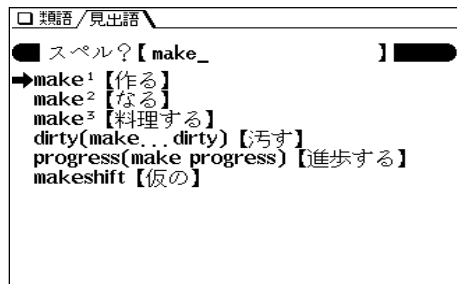 類語/見出語
スペル?【make_ 】
➡make¹【作る】
make²【なる】
make³【料理する】
dirty(make...dirty)【汚す】
progress(make progress)【進歩する】
makeshift【仮の】